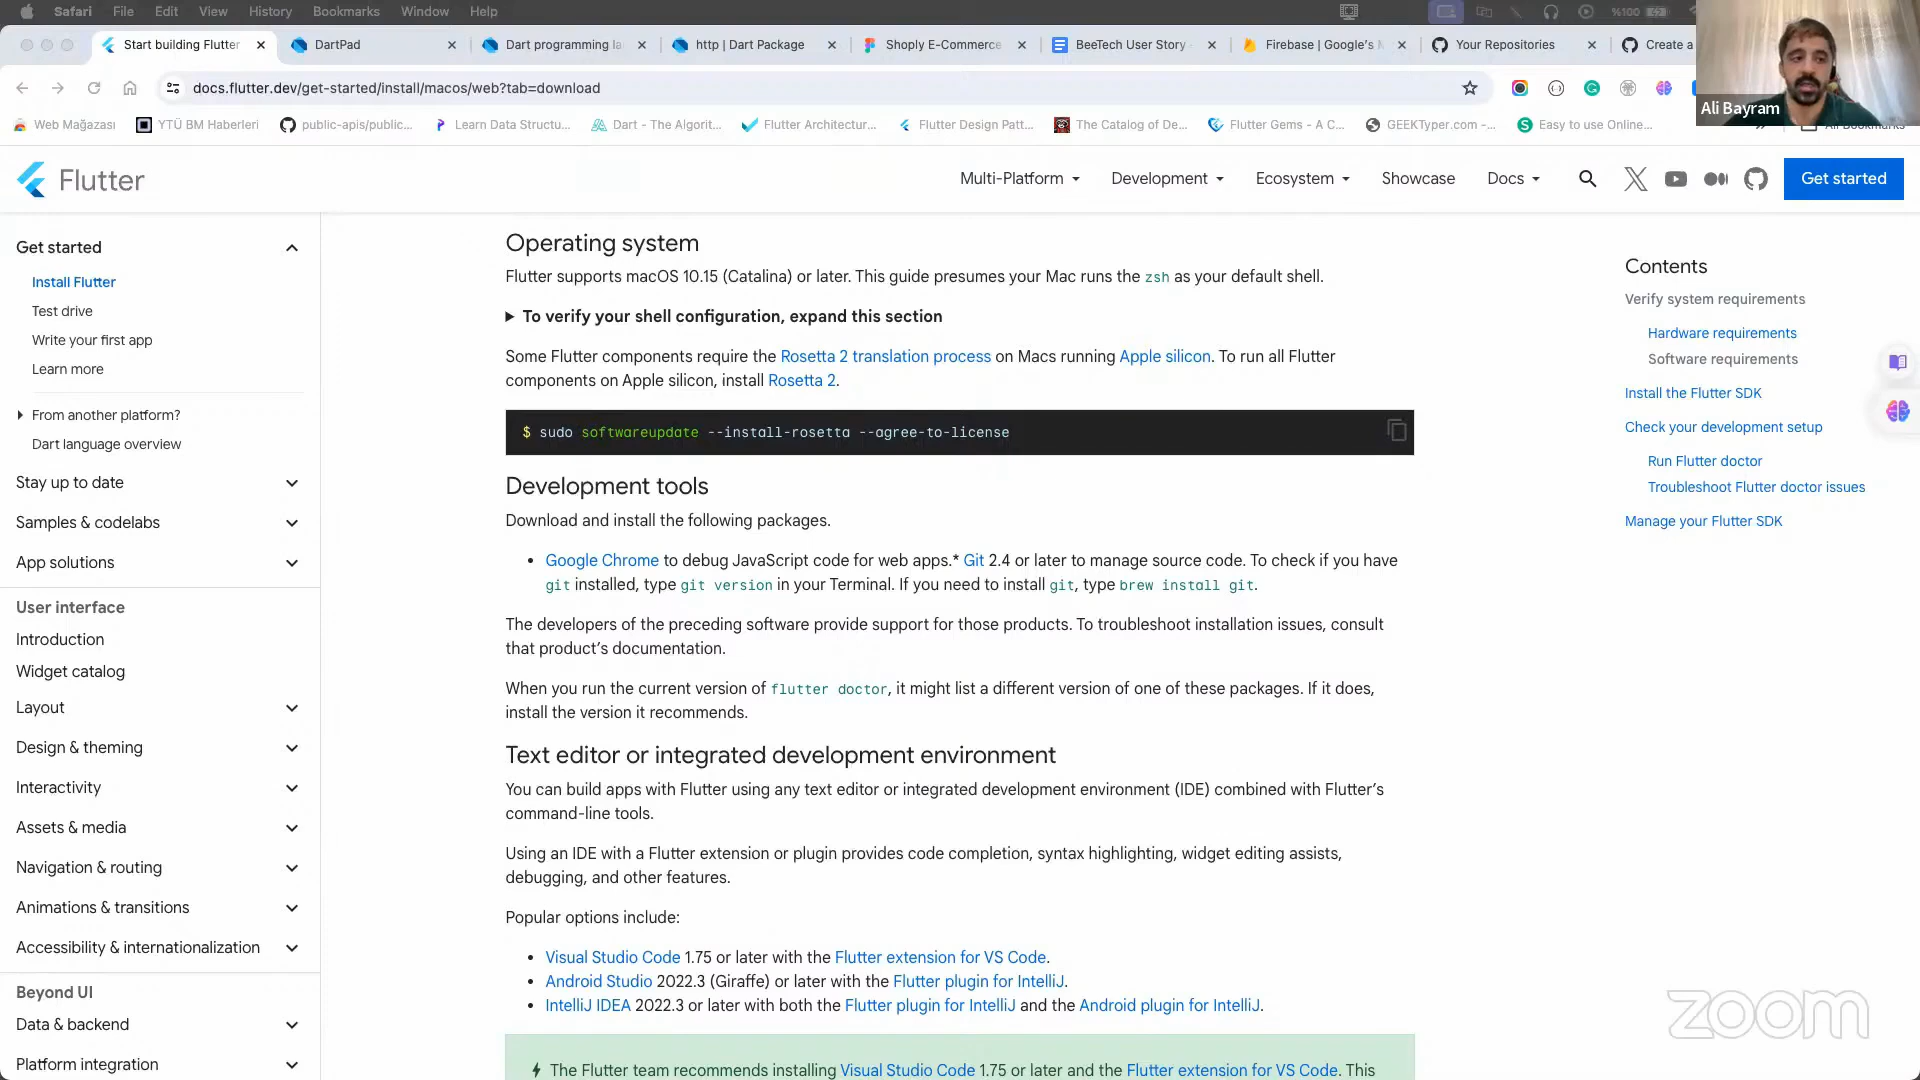 Safari File Edit View History Bookmarks Window Help %100
Start building Flutter DartPad Dart programming la http | Dart Package Shoply E-Commerce BeeTech User Story Firebase | Google's M Your Repositories Create a
docs.flutter.dev/get-started/install/macos/web?tab=download
Ali Bayram
Web Mağazası YTÜ BM Haberleri public-apis/public... Learn Data Structu... Dart - The Algorit... Flutter Architectur... Flutter Design Patt... The Catalog of De... Flutter Gems - A C... GEEKTyper.com -... Easy to use Online... All Bookmarks
Flutter
Multi-Platform Development Ecosystem Showcase Docs Get started
Get started
Install Flutter
Test drive
Write your first app
Learn more
From another platform?
Dart language overview
Stay up to date
Samples & codelabs
App solutions
User interface
Introduction
Widget catalog
Layout
Design & theming
Interactivity
Assets & media
Navigation & routing
Animations & transitions
Accessibility & internationalization
Beyond UI
Data & backend
Platform integration
Operating system
Flutter supports macOS 10.15 (Catalina) or later. This guide presumes your Mac runs the zsh as your default shell.
To verify your shell configuration, expand this section
Some Flutter components require the Rosetta 2 translation process on Macs running Apple silicon. To run all Flutter
components on Apple silicon, install Rosetta 2.
$ sudo softwareupdate --install-rosetta --agree-to-license
Development tools
Download and install the following packages.
• Google Chrome to debug JavaScript code for web apps.* Git 2.4 or later to manage source code. To check if you have
git installed, type git version in your Terminal. If you need to install git, type brew install git.
The developers of the preceding software provide support for those products. To troubleshoot installation issues, consult
that product's documentation.
When you run the current version of flutter doctor, it might list a different version of one of these packages. If it does,
install the version it recommends.
Text editor or integrated development environment
You can build apps with Flutter using any text editor or integrated development environment (IDE) combined with Flutter's
command-line tools.
Using an IDE with a Flutter extension or plugin provides code completion, syntax highlighting, widget editing assists,
debugging, and other features.
Popular options include:
• Visual Studio Code 1.75 or later with the Flutter extension for VS Code.
• Android Studio 2022.3 (Giraffe) or later with the Flutter plugin for IntelliJ.
• IntelliJ IDEA 2022.3 or later with both the Flutter plugin for IntelliJ and the Android plugin for IntelliJ.
The Flutter team recommends installing Visual Studio Code 1.75 or later and the Flutter extension for VS Code. This
Contents
Verify system requirements
Hardware requirements
Software requirements
Install the Flutter SDK
Check your development setup
Run Flutter doctor
Troubleshoot Flutter doctor issues
Manage your Flutter SDK
zoom